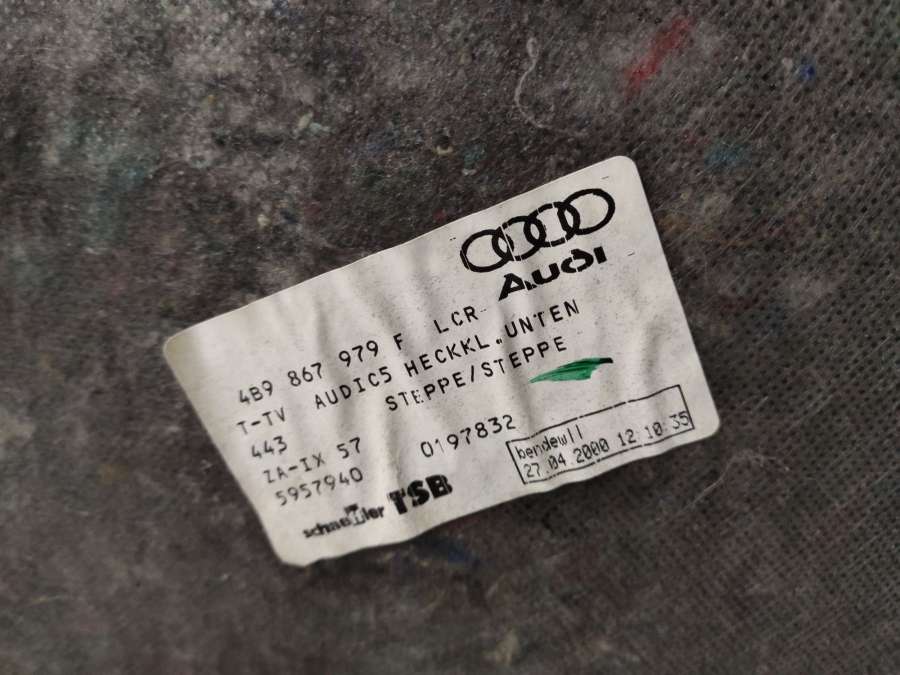 Audi
4B9 867 979 F LCR
T-TV AUDIC5 HECKKL.UNTEN
443 STEPPE/STEPPE
ZA-IX 57 0197832
5957940
bendewll
27.04.2000 12:10:35
TSB